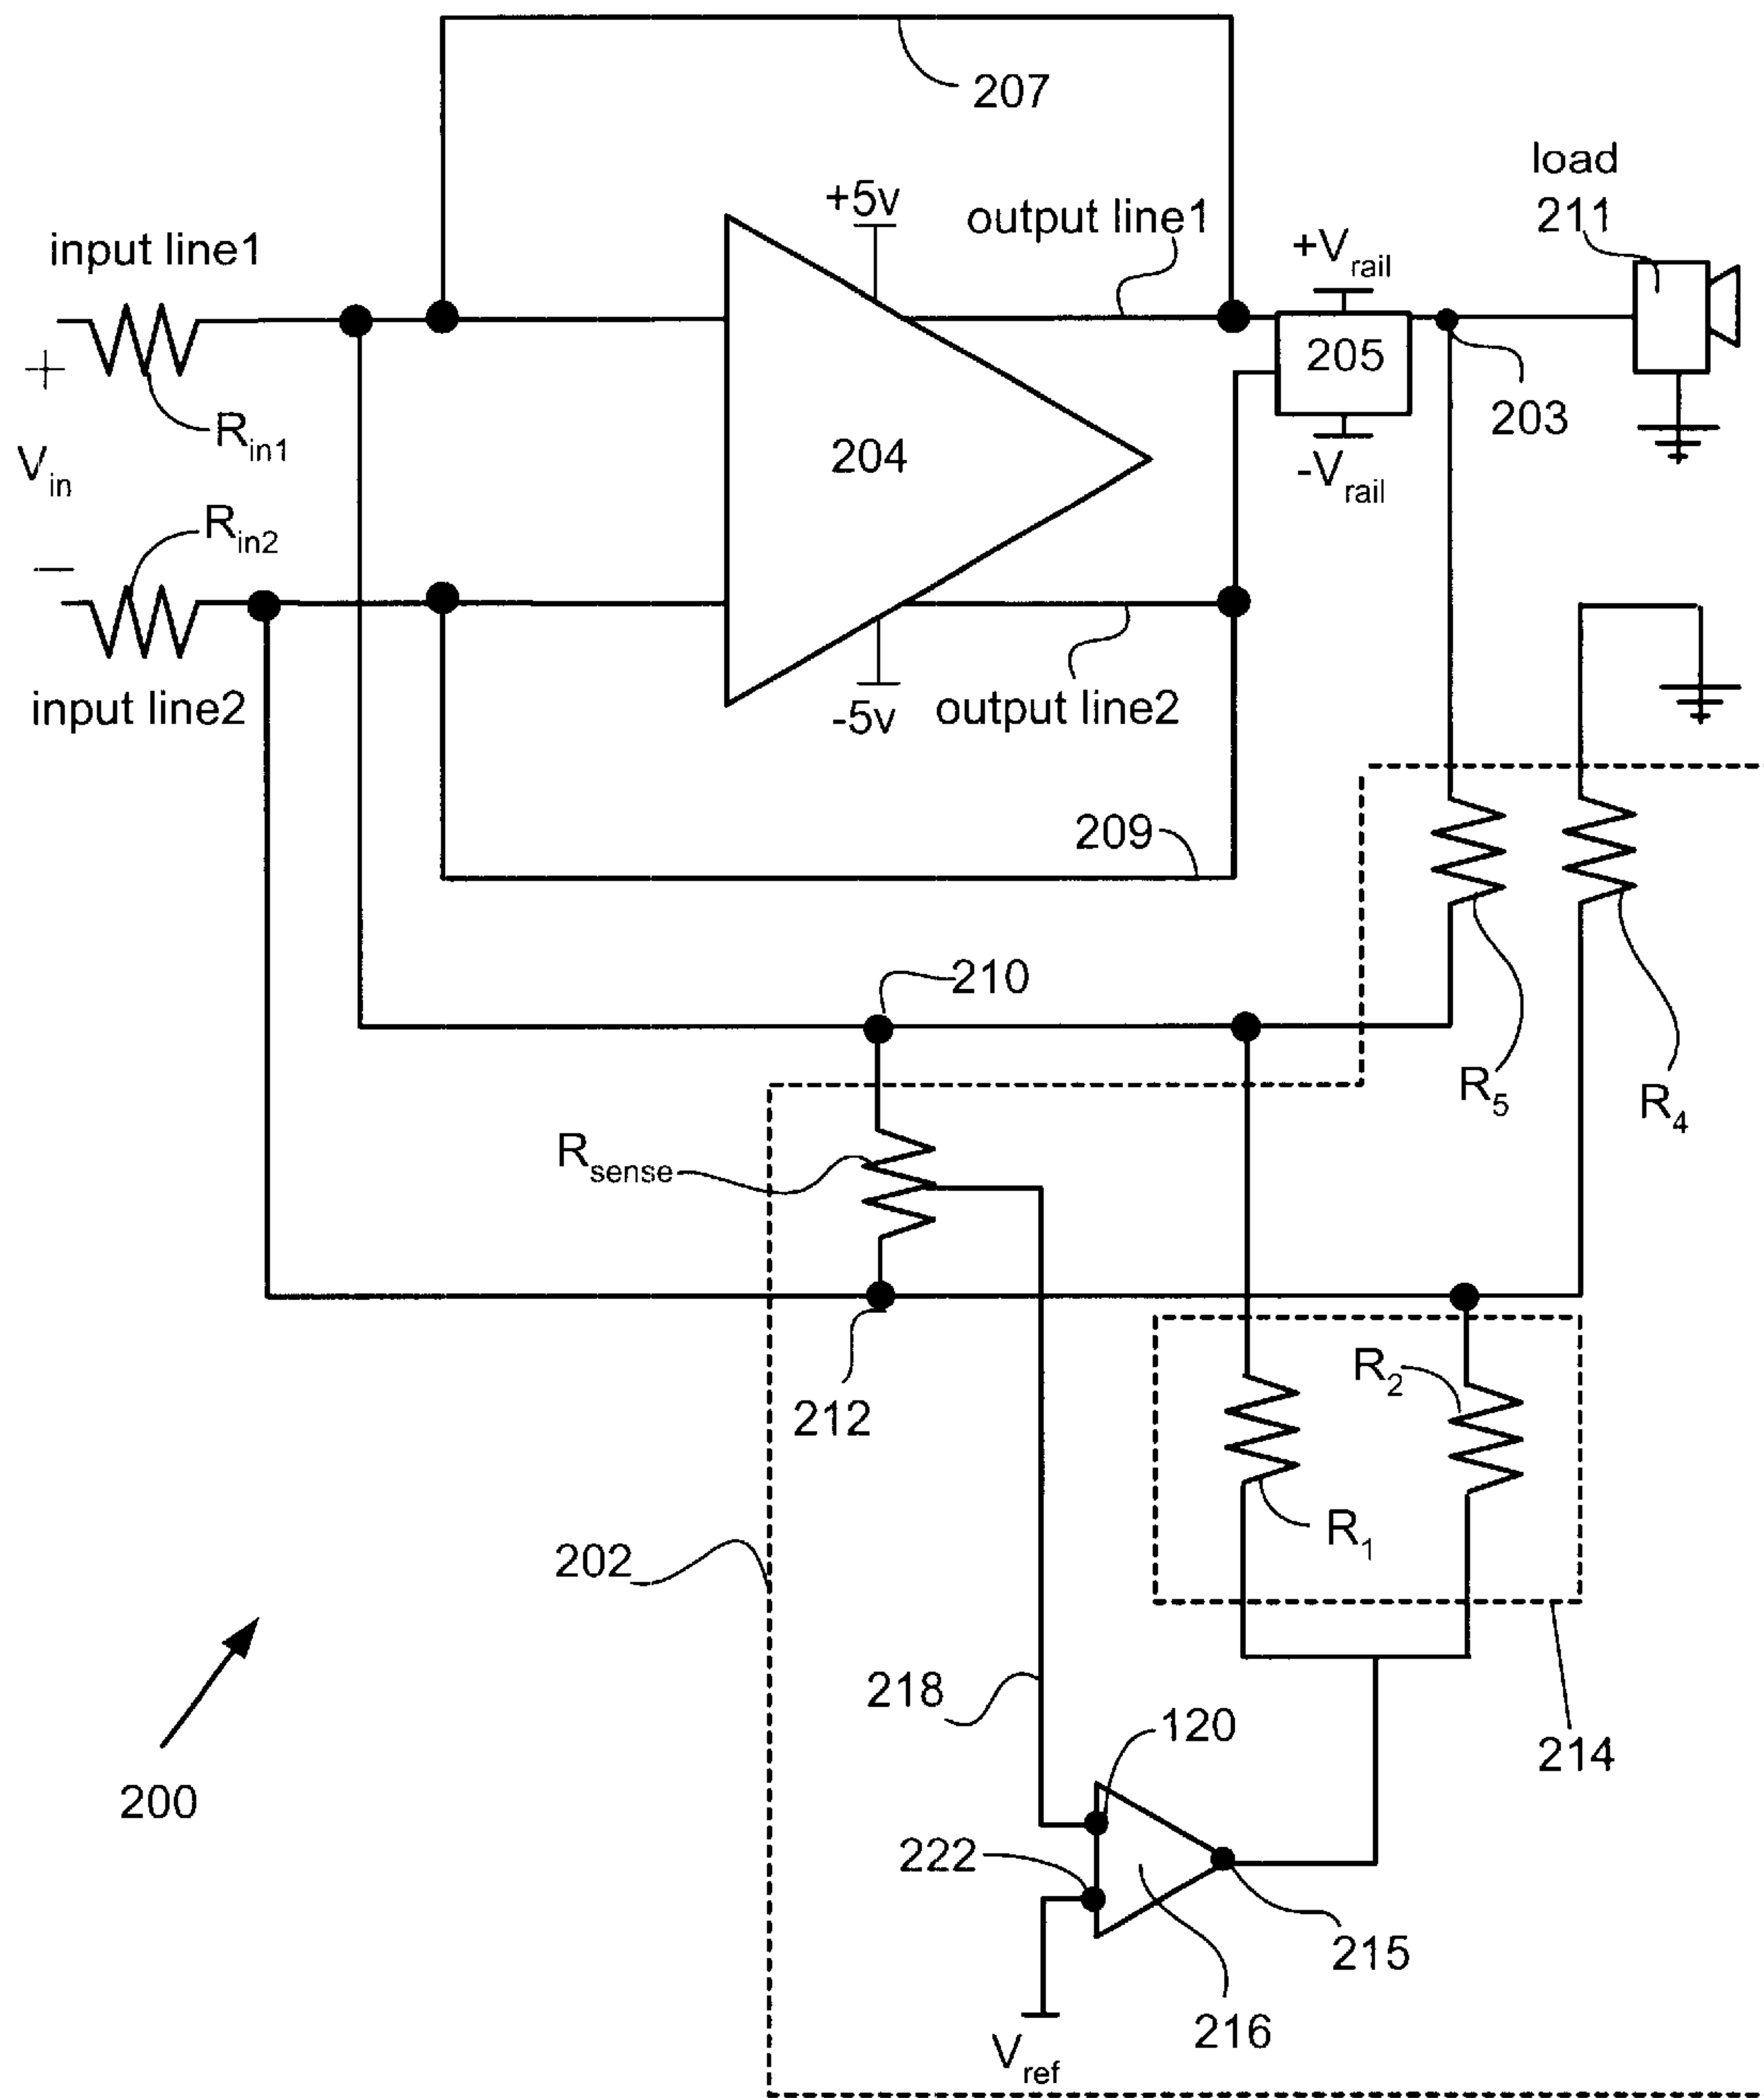 207
load
211
+5v
output line1
input line1
+Vrail
205
+
Rin1
203
Vin
204
-Vrail
Rin2
−
-5v
output line2
input line2
209
210
R5
R4
Rsense
R2
212
R1
202
218
120
214
200
222
215
216
Vref